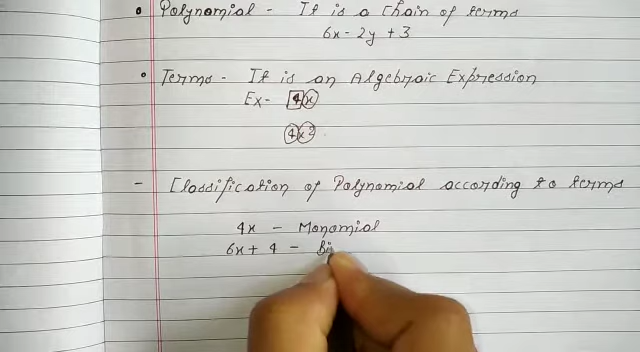 • Polynomial - It is a Chain of terms
6x - 2y + 3
• Terms - It is an Algebraic Expression
Ex - 4x
4x²
- Classification of Polynomial according to terms
4x - Monomial
6x + 4 - Bi